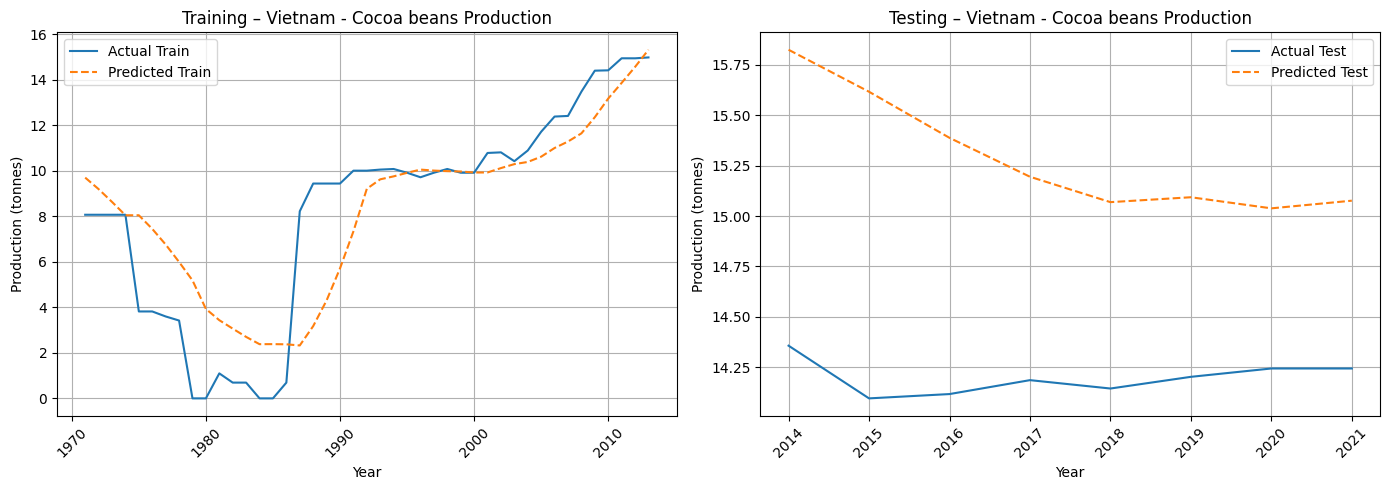 Training – Vietnam - Cocoa beans Production
Actual Train
Predicted Train
Production (tonnes)
16
14
12
10
8
6
4
2
0
1970
1980
1990
2000
2010
Year
Testing – Vietnam - Cocoa beans Production
Actual Test
Predicted Test
Production (tonnes)
15.75
15.50
15.25
15.00
14.75
14.50
14.25
2014
2015
2016
2017
2018
2019
2020
2021
Year